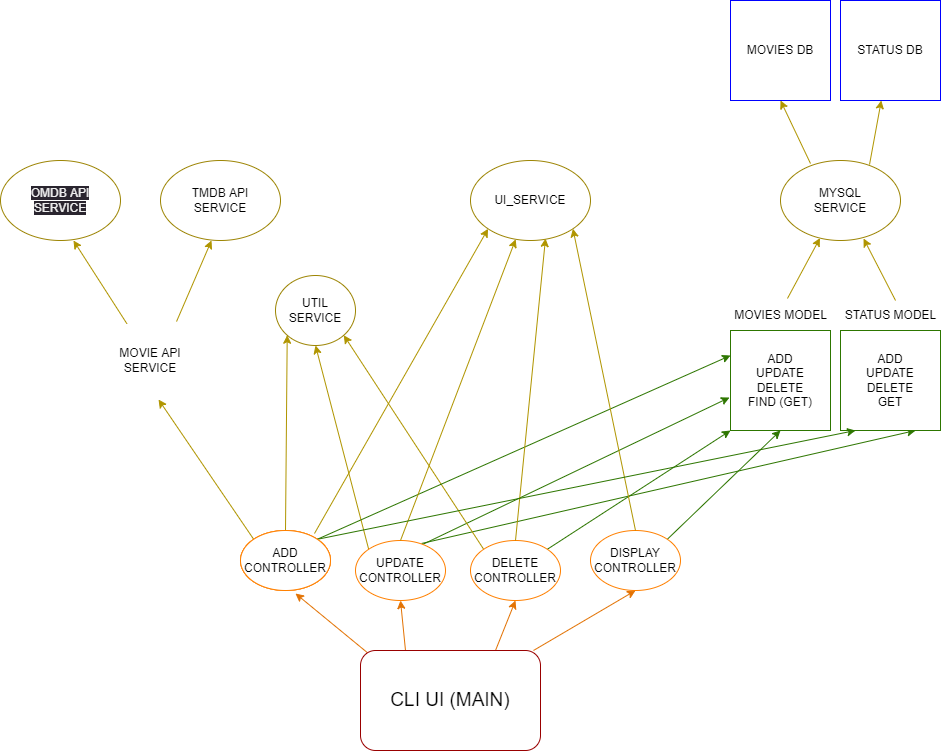 MOVIES DB
STATUS DB
OMDB API
SERVICE
TMDB API
SERVICE
UI_SERVICE
MYSQL
SERVICE
UTIL
SERVICE
MOVIES MODEL
STATUS MODEL
MOVIE API
SERVICE
ADD
UPDATE
DELETE
FIND (GET)
ADD
UPDATE
DELETE
GET
ADD
CONTROLLER
UPDATE
CONTROLLER
DELETE
CONTROLLER
DISPLAY
CONTROLLER
CLI UI (MAIN)